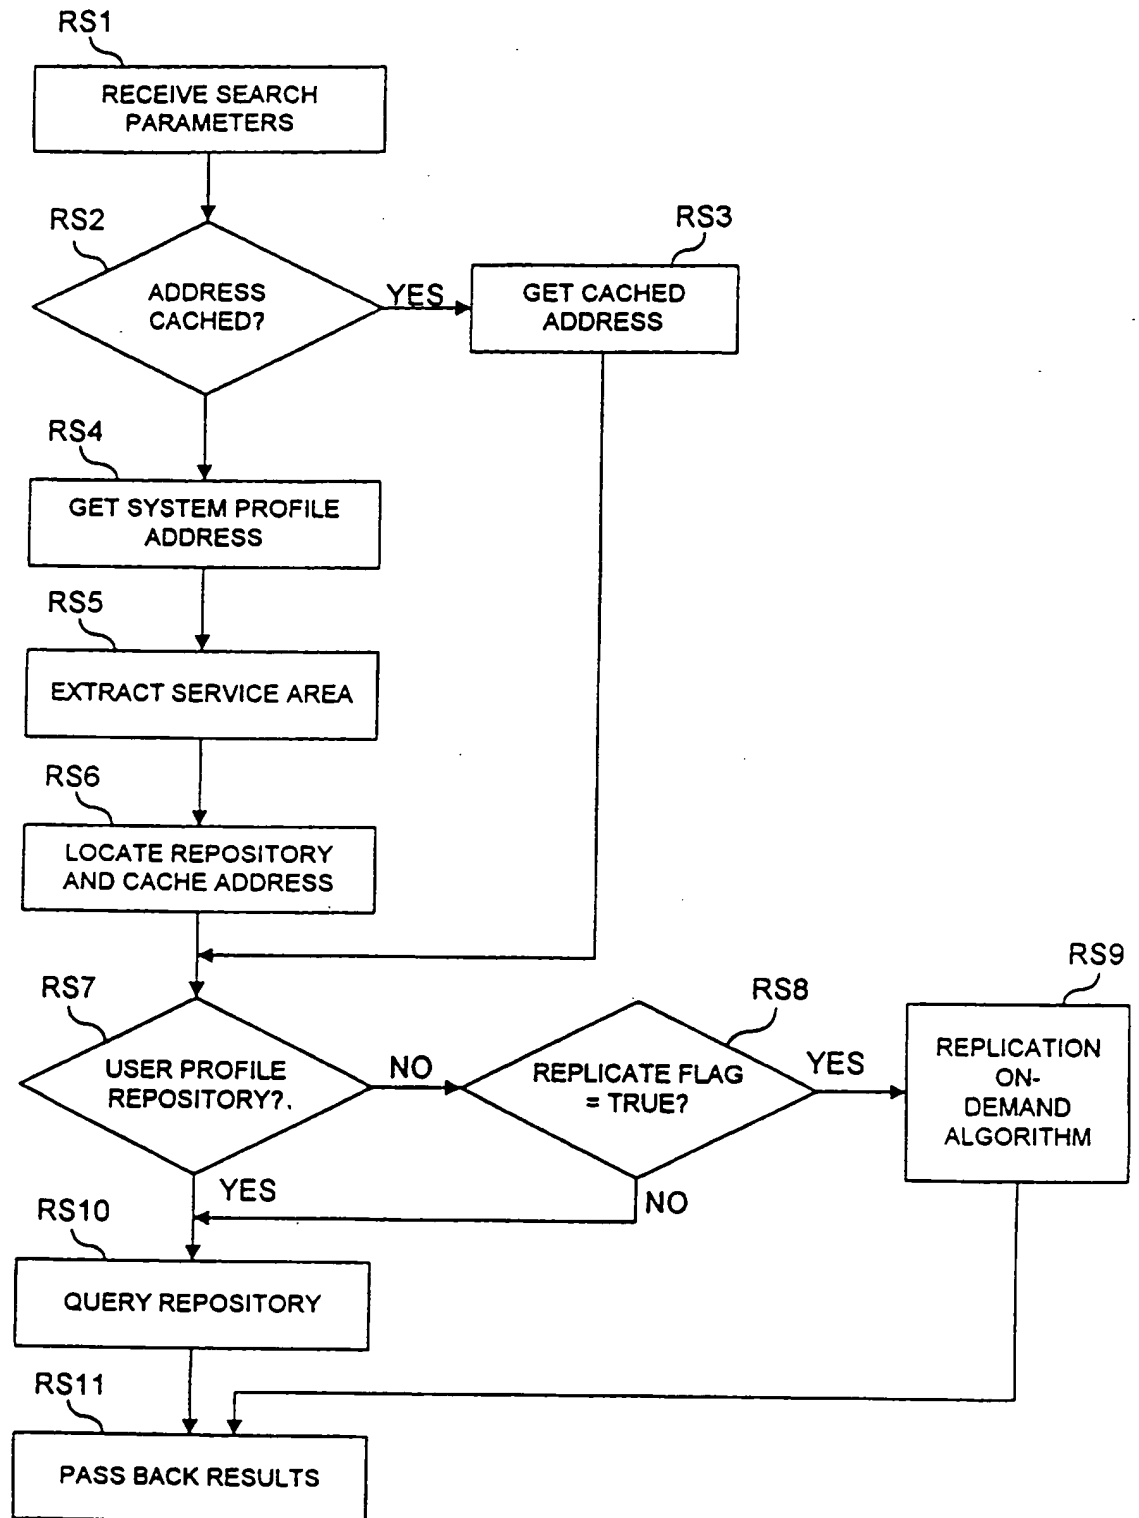 RS1
RECEIVE SEARCH
PARAMETERS
RS2
ADDRESS
CACHED?
YES
RS3
GET CACHED
ADDRESS
RS4
GET SYSTEM PROFILE
ADDRESS
RS5
EXTRACT SERVICE AREA
RS6
LOCATE REPOSITORY
AND CACHE ADDRESS
RS7
USER PROFILE
REPOSITORY?
NO
YES
RS8
REPLICATE FLAG
= TRUE?
YES
NO
RS9
REPLICATION
ON-
DEMAND
ALGORITHM
RS10
QUERY REPOSITORY
RS11
PASS BACK RESULTS